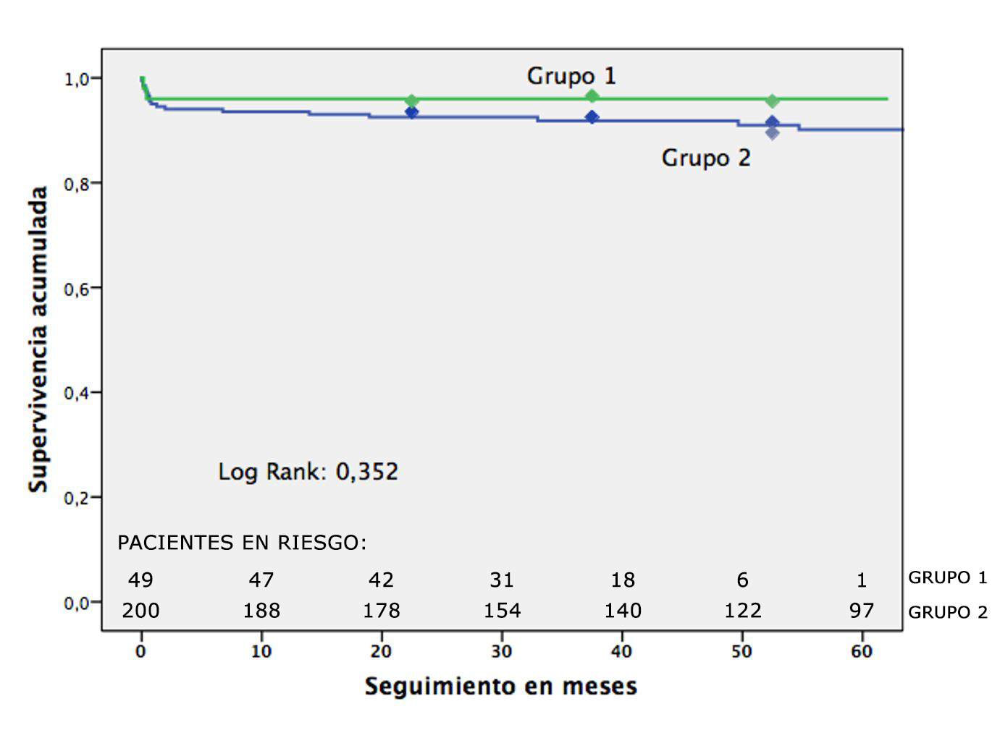 Grupo 1
Grupo 2
Supervivencia acumulada
1,0
0,8
0,6
0,4
0,2
0,0
Log Rank: 0,352
PACIENTES EN RIESGO:
49 47 42 31 18 6 1 GRUPO 1
200 188 178 154 140 122 97 GRUPO 2
0 10 20 30 40 50 60
Seguimiento en meses